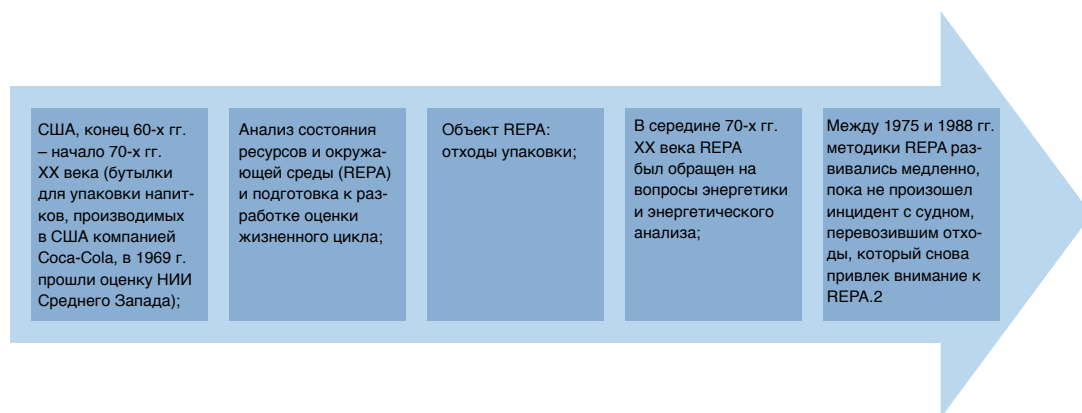 США, конец 60-х гг.
– начало 70-х гг.
XX века (бутылки
для упаковки напит-
ков, производимых
в США компанией
Coca-Cola, в 1969 г.
прошли оценку НИИ
Среднего Запада);
Анализ состояния
ресурсов и окружа-
ющей среды (REPA)
и подготовка к раз-
работке оценки
жизненного цикла;
Объект REPA:
отходы упаковки;
В середине 70-х гг.
XX века REPA
был обращен на
вопросы энергетики
и энергетического
анализа;
Между 1975 и 1988 гг.
методики REPA раз-
вивались медленно,
пока не произошел
инцидент с судном,
перевозившим отхо-
ды, который снова
привлек внимание к
REPA.2